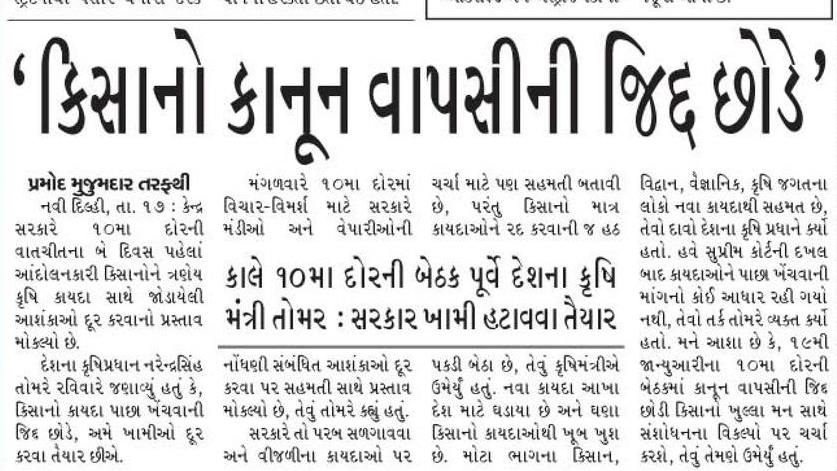 ‘કિસાનો કાનૂન વાપસીની જિદ્દ છોડે’
પ્રમોદ મુજુમદાર તરફથી
નવી દિલ્હી, તા. ૧૭ : કેન્દ્ર
સરકારે ૧૦મા દોરની
વાતચીતના બે દિવસ પહેલાં
આંદોલનકારી કિસાનોને ત્રણેય
કૃષિ કાયદા સાથે જોડાયેલી
આશંકાઓ દૂર કરવાનો પ્રસ્તાવ
મોકલ્યો છે.
દેશના કૃષિપ્રધાન નરેન્દ્રસિંહ
તોમરે રવિવારે જણાવ્યું હતું કે,
કિસાનો કાયદા પાછા ખેંચવાની
જિદ્દ છોડે, અમે ખામીઓ દૂર
કરવા તૈયાર છીએ.
મંગળવારે ૧૦મા દોરમાં
વિચાર-વિમર્શ માટે સરકારે
મંડીઓ અને વેપારીઓની
કાલે ૧૦મા દોરની બેઠક પૂર્વે દેશના કૃષિ
મંત્રી તોમર : સરકાર ખામી હટાવવા તૈયાર
નોંધણી સંબંધિત આશંકાઓ દૂર
કરવા પર સહમતી સાથે પ્રસ્તાવ
મોકલ્યો છે, તેવું તોમરે કહ્યું હતું.
સરકારે તો પરબ સળગાવવા
અને વીજળીના કાયદાઓ પર
ચર્ચા માટે પણ સહમતી બતાવી
છે, પરંતુ કિસાનો માત્ર
કાયદાઓને રદ કરવાની જ હઠ
પકડી બેઠા છે, તેવું કૃષિમંત્રીએ
ઉમેર્યું હતું. નવા કાયદા આખા
દેશ માટે ઘડાયા છે અને ઘણા
કિસાનો કાયદાઓથી ખૂબ ખુશ
છે. મોટા ભાગના કિસાન,
વિદ્વાન, વૈજ્ઞાનિક, કૃષિ જગતના
લોકો નવા કાયદાથી સહમત છે,
તેવો દાવો દેશના કૃષિ પ્રધાને કર્યો
હતો. હવે સુપ્રીમ કોર્ટની દખલ
બાદ કાયદાઓને પાછા ખેંચવાની
માંગનો કોઈ આધાર રહી ગયો
નથી, તેવો તર્ક તોમરે વ્યક્ત કર્યો
હતો. મને આશા છે કે, ૧૯મી
જાન્યુઆરીના ૧૦મા દોરની
બેઠકમાં કાનૂન વાપસીની જિદ્દ
છોડી કિસાનો ખુલ્લા મન સાથે
સંશોધનના વિકલ્પો પર ચર્ચા
કરશે, તેવું તેમણે ઉમેર્યું હતું.